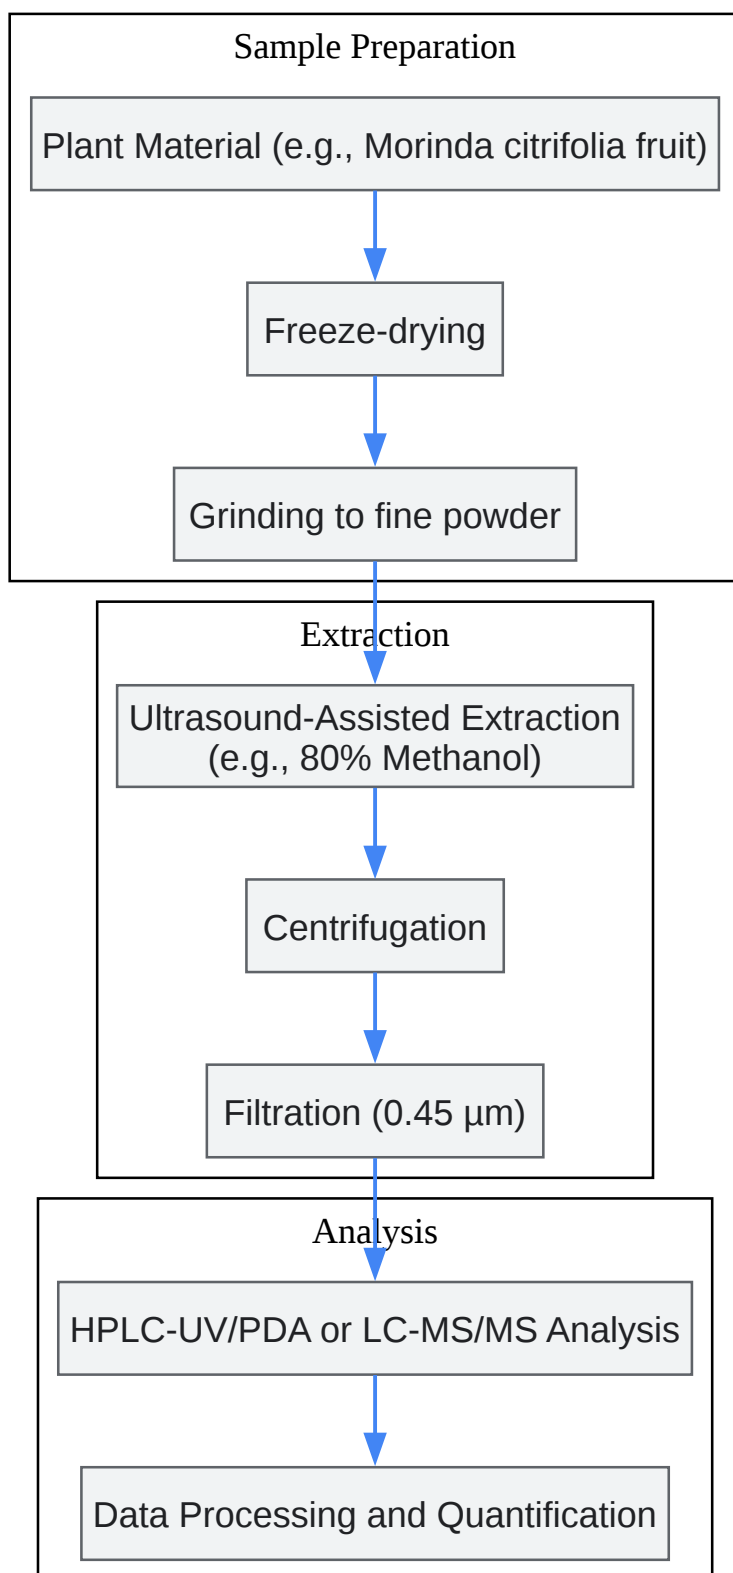 Sample Preparation
Plant Material (e.g., Morinda citrifolia fruit)
Freeze-drying
Grinding to fine powder
Extraction
Ultrasound-Assisted Extraction
(e.g., 80% Methanol)
Centrifugation
Filtration (0.45 µm)
Analysis
HPLC-UV/PDA or LC-MS/MS Analysis
Data Processing and Quantification